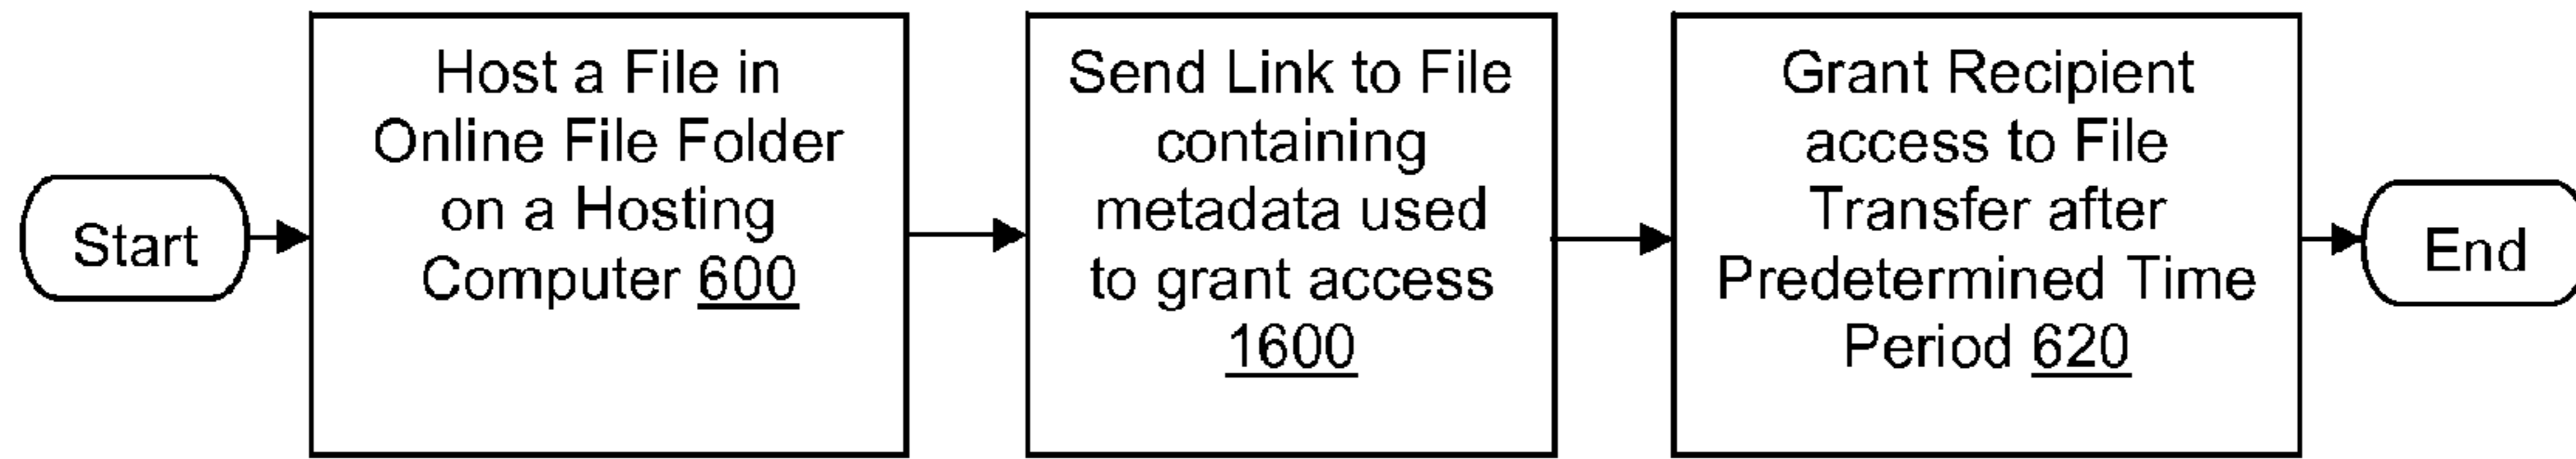 Start
Host a File in
Online File Folder
on a Hosting
Computer 600
Send Link to File
containing
metadata used
to grant access
1600
Grant Recipient
access to File
Transfer after
Predetermined Time
Period 620
End